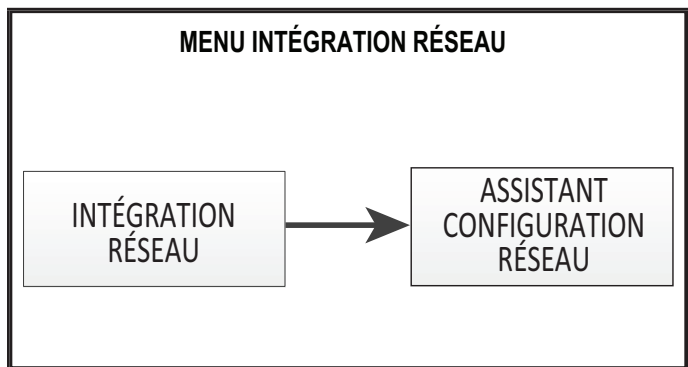 MENU INTÉGRATION RÉSEAU
INTÉGRATION
RÉSEAU
ASSISTANT
CONFIGURATION
RÉSEAU